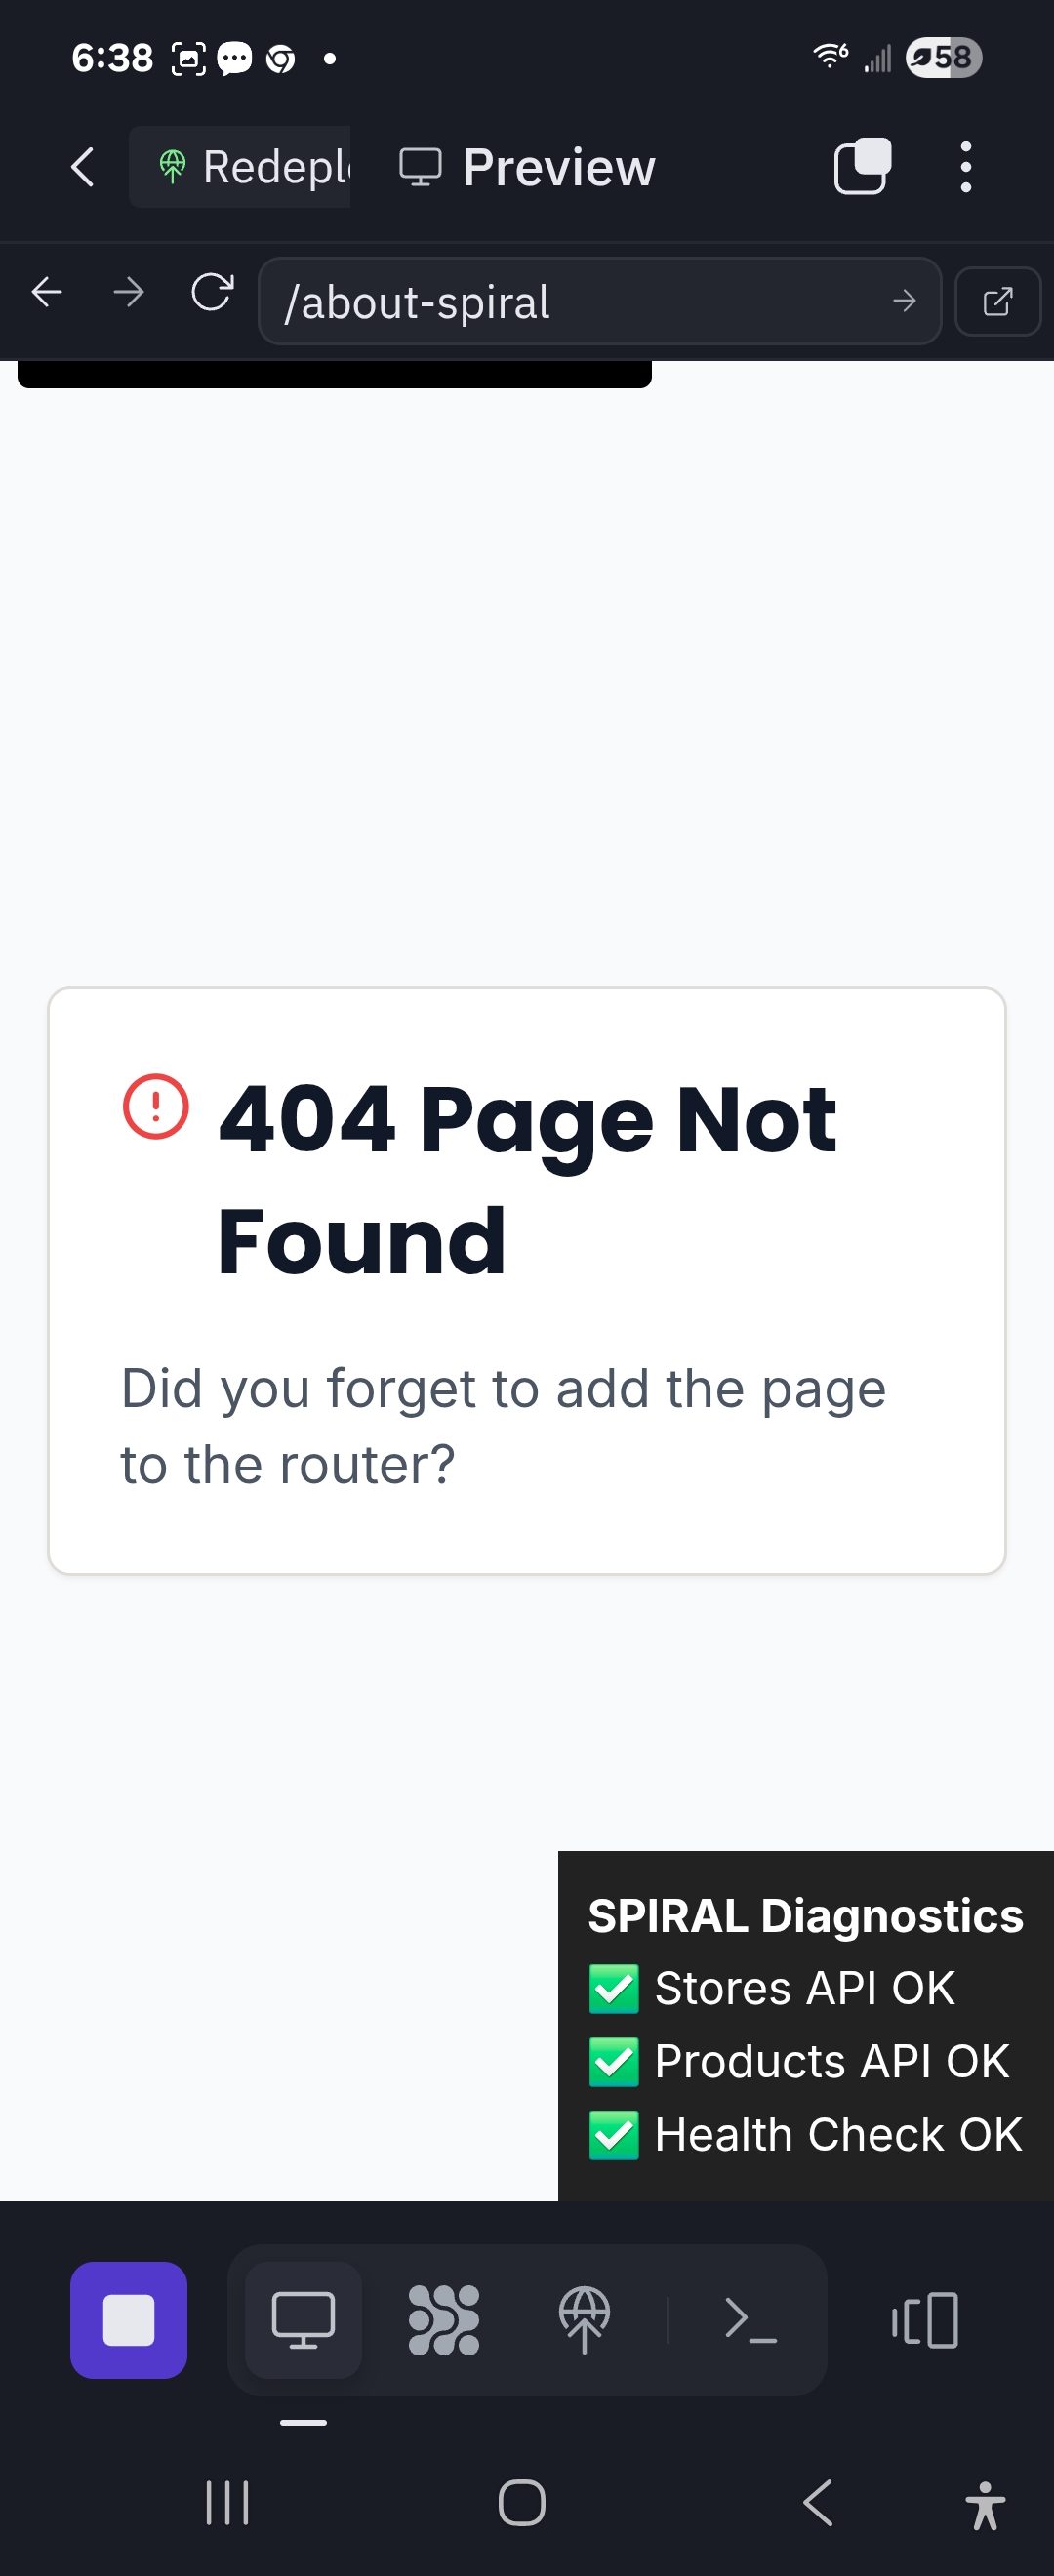 6:38
6
58
Redepl
Preview
/about-spiral
404 Page Not
Found
Did you forget to add the page
to the router?
SPIRAL Diagnostics
✅ Stores API OK
✅ Products API OK
✅ Health Check OK